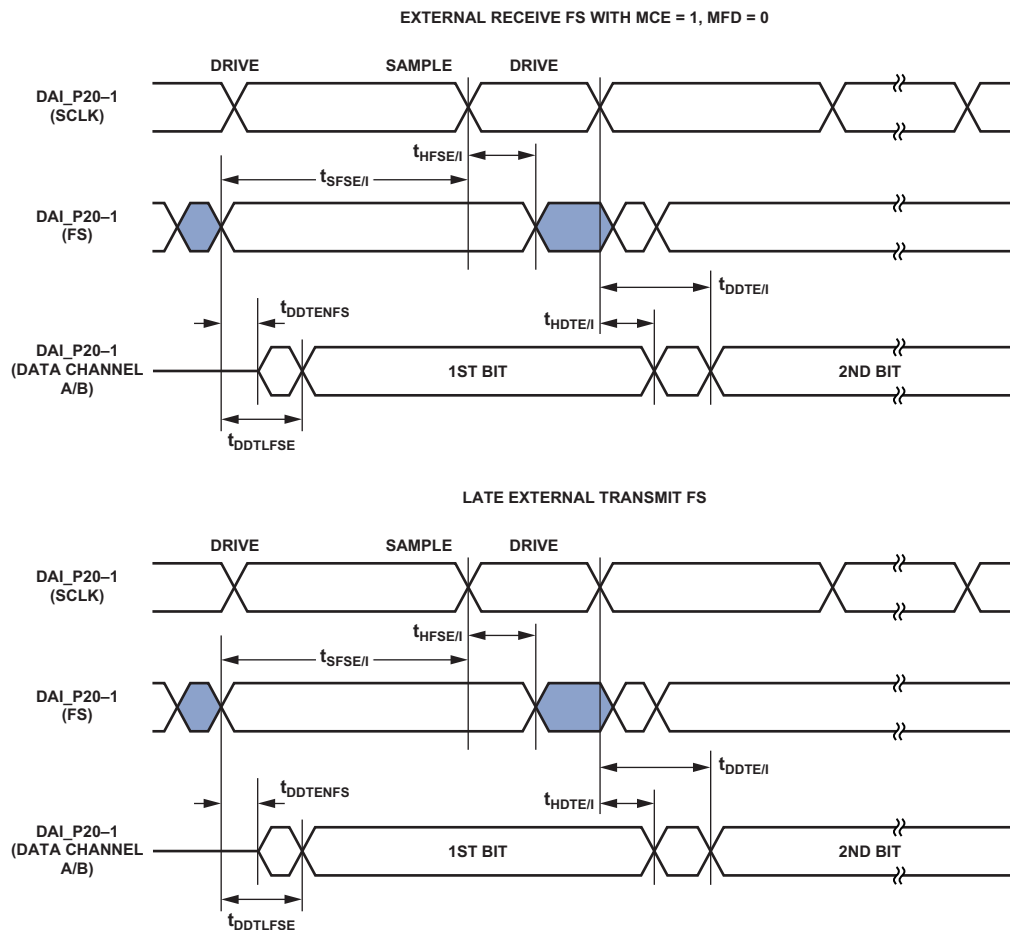 EXTERNAL RECEIVE FS WITH MCE = 1, MFD = 0
DRIVE SAMPLE DRIVE
DAI_P20–1
(SCLK)
tHFSE/I
tSFSE/I
DAI_P20–1
(FS)
tDDTE/I
tDDTENFS
tHDTE/I
DAI_P20–1
(DATA CHANNEL
A/B)
1ST BIT 2ND BIT
tDDTLFSE
LATE EXTERNAL TRANSMIT FS
DRIVE SAMPLE DRIVE
DAI_P20–1
(SCLK)
tHFSE/I
tSFSE/I
DAI_P20–1
(FS)
tDDTE/I
tDDTENFS
tHDTE/I
DAI_P20–1
(DATA CHANNEL
A/B)
1ST BIT 2ND BIT
tDDTLFSE